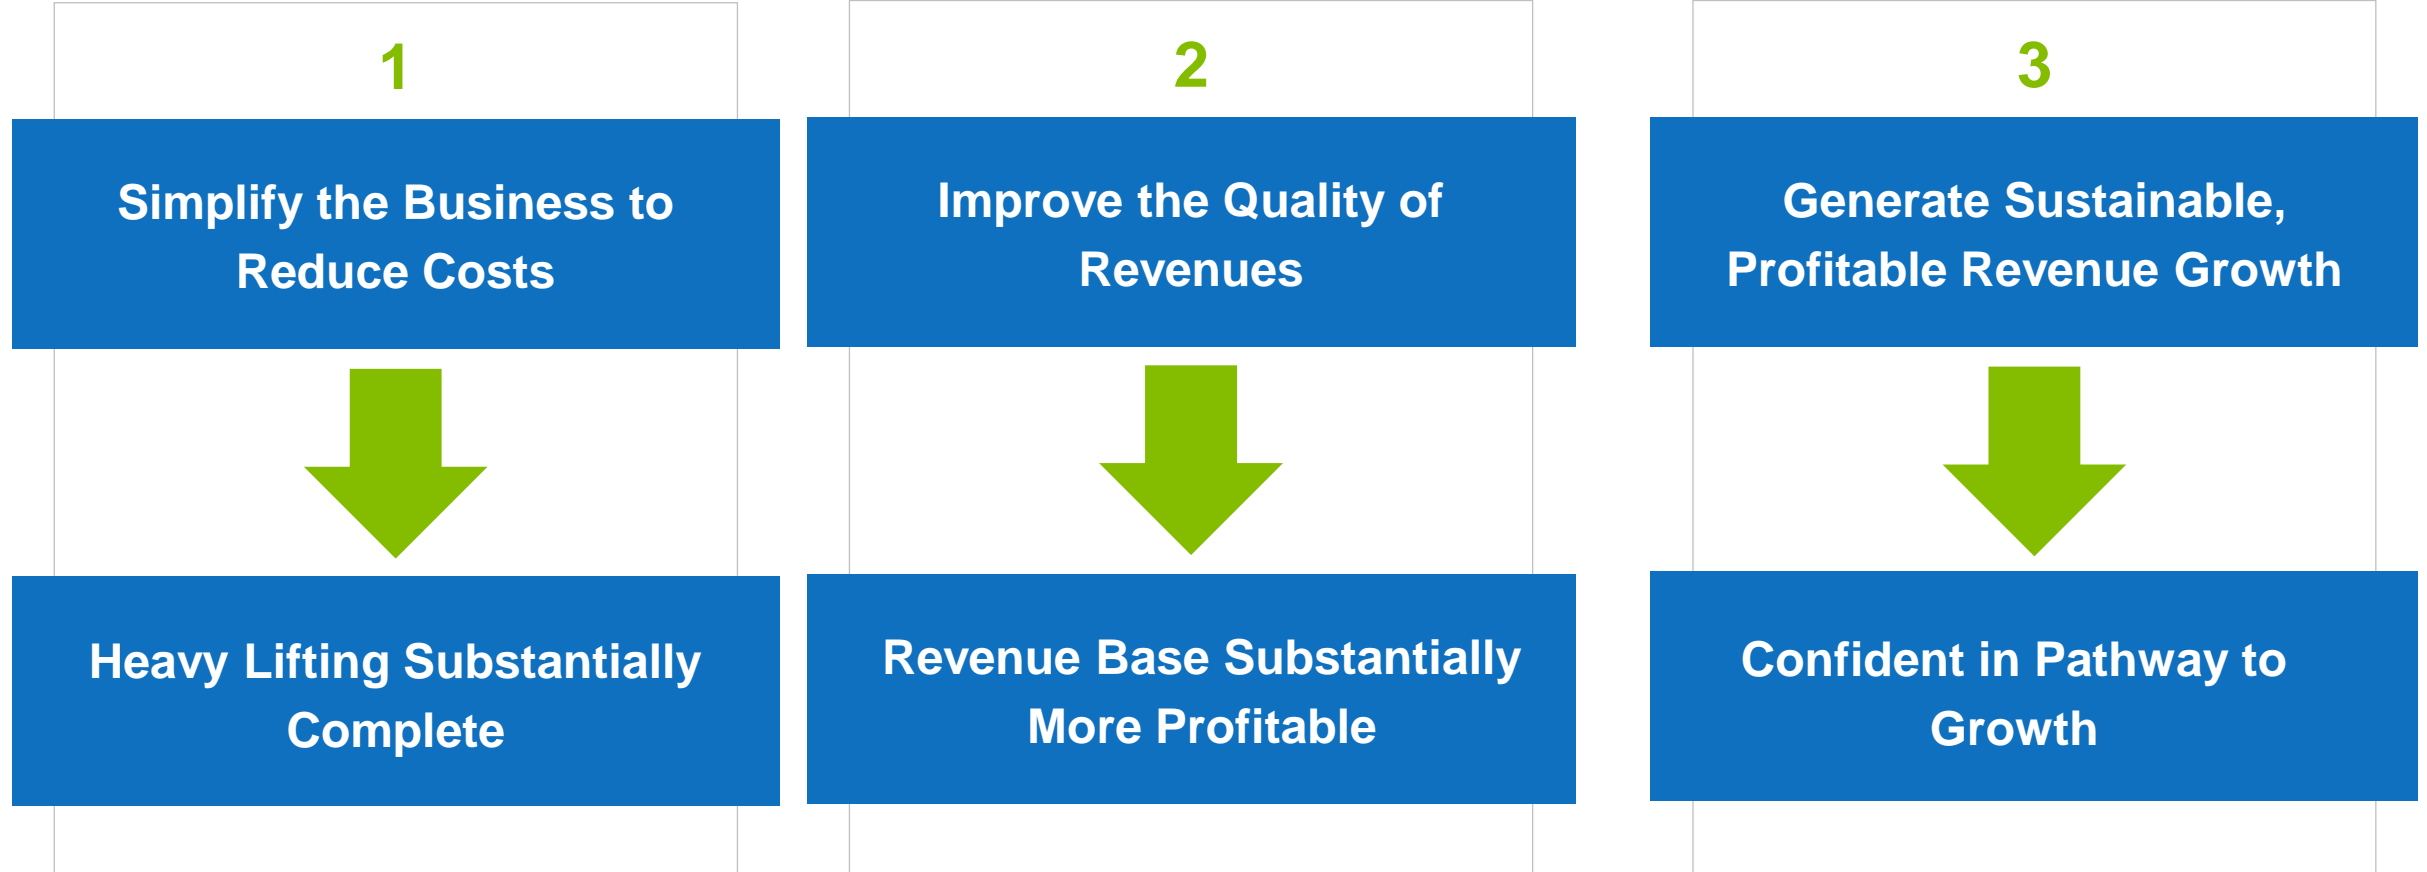 1
Simplify the Business to
Reduce Costs
Heavy Lifting Substantially
Complete
2
Improve the Quality of
Revenues
Revenue Base Substantially
More Profitable
3
Generate Sustainable,
Profitable Revenue Growth
Confident in Pathway to
Growth